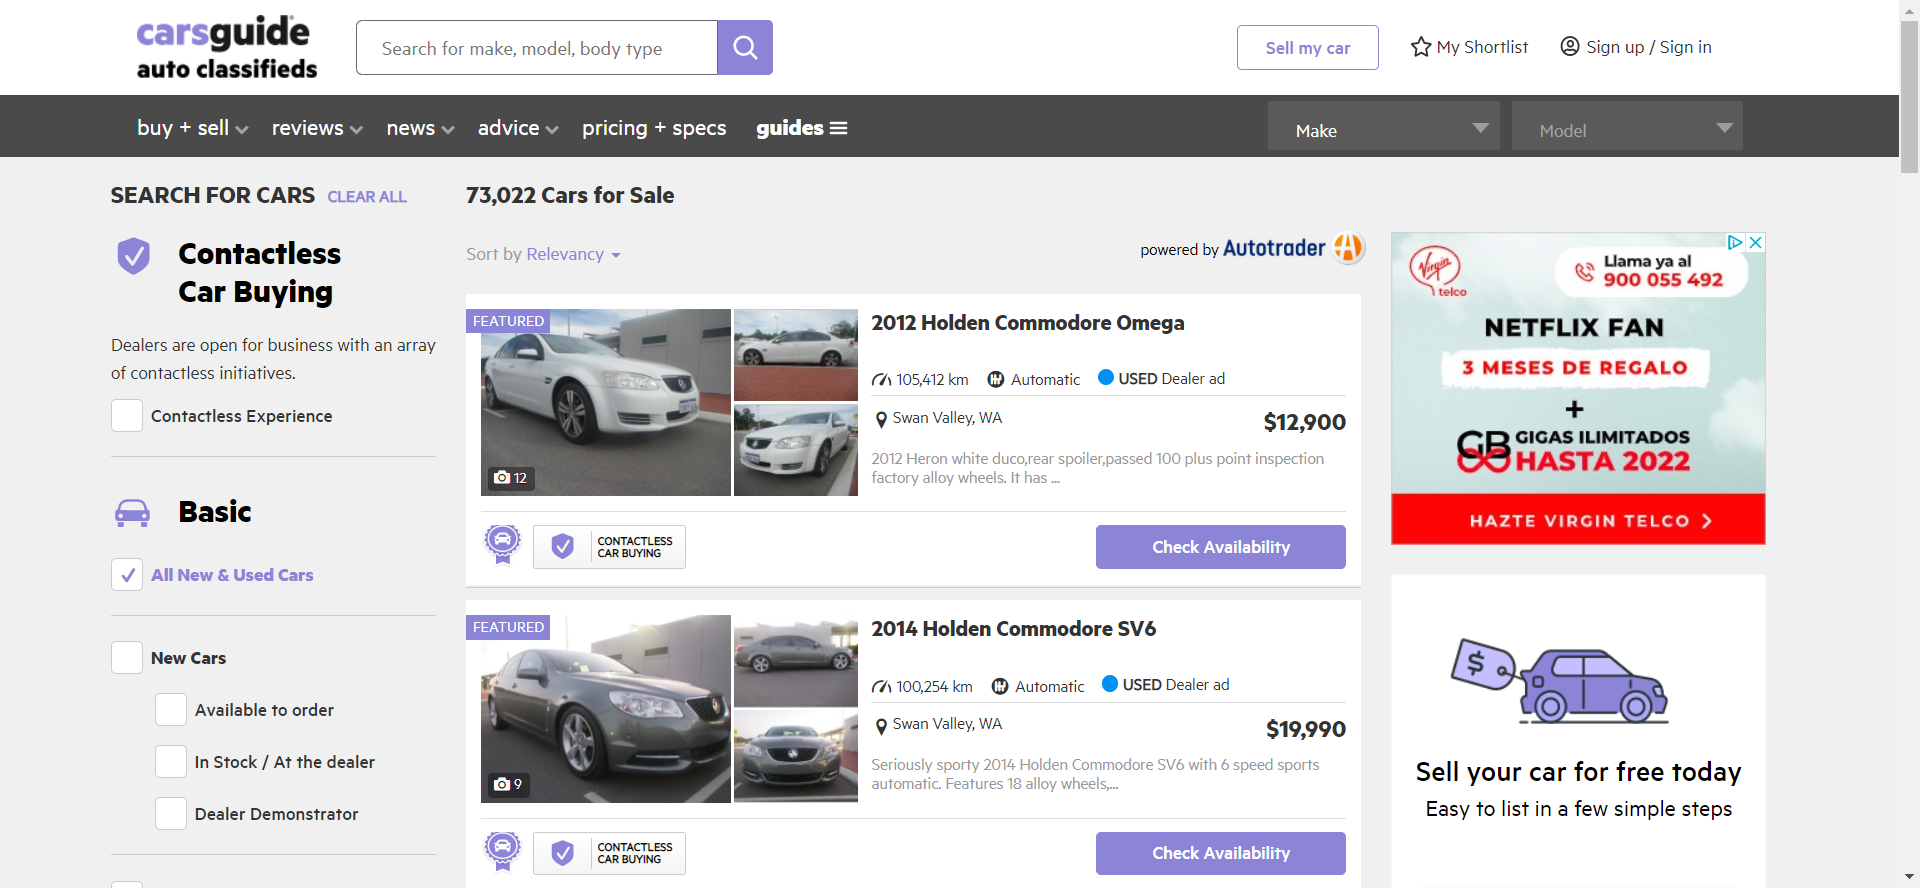 carsguide
auto classifieds
Search for make, model, body type
Sell my car
My Shortlist
Sign up / Sign in
buy + sell
reviews
news
advice
pricing + specs
guides
Make
Model
SEARCH FOR CARS
CLEAR ALL
Contactless
Car Buying
Dealers are open for business with an array
of contactless initiatives.
Contactless Experience
Basic
All New & Used Cars
New Cars
Available to order
In Stock / At the dealer
Dealer Demonstrator
73,022 Cars for Sale
Sort by Relevancy
powered by Autotrader
FEATURED
12
2012 Holden Commodore Omega
105,412 km
Automatic
USED Dealer ad
Swan Valley, WA
$12,900
2012 Heron white duco,rear spoiler,passed 100 plus point inspection
factory alloy wheels. It has ...
CONTACTLESS
CAR BUYING
Check Availability
FEATURED
9
2014 Holden Commodore SV6
100,254 km
Automatic
USED Dealer ad
Swan Valley, WA
$19,990
Seriously sporty 2014 Holden Commodore SV6 with 6 speed sports
automatic. Features 18 alloy wheels,...
CONTACTLESS
CAR BUYING
Check Availability
Virgin
telco
Llama ya al
900 055 492
NETFLIX FAN
3 MESES DE REGALO
+
GB GIGAS ILIMITADOS
HASTA 2022
HAZTE VIRGIN TELCO
$
Sell your car for free today
Easy to list in a few simple steps